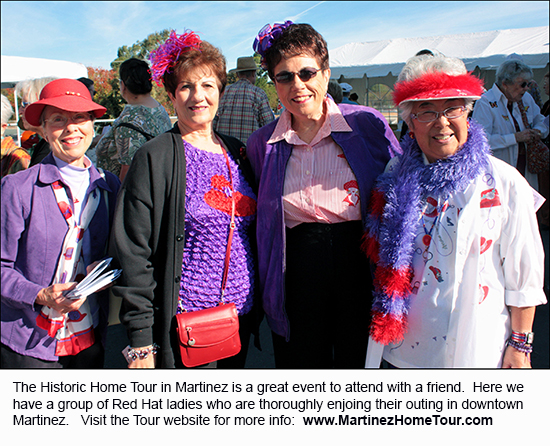 The Historic Home Tour in Martinez is a great event to attend with a friend.  Here we
have a group of Red Hat ladies who are thoroughly enjoing their outing in downtown
Martinez.   Visit the Tour website for more info:  www.MartinezHomeTour.com